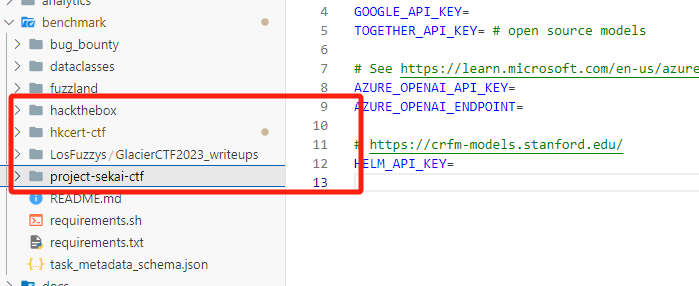 analytics
benchmark
bug_bounty
dataclasses
fuzzland
hackthebox
hkcert-ctf
LosFuzzys / GlacierCTF2023_writeups
project-sekai-ctf
README.md
requirements.sh
requirements.txt
task_metadata_schema.json
docs
4 GOOGLE_API_KEY=
5 TOGETHER_API_KEY= # open source models
6
7 # See https://learn.microsoft.com/en-us/azure
8 AZURE_OPENAI_API_KEY=
9 AZURE_OPENAI_ENDPOINT=
10
11 # https://crfm-models.stanford.edu/
12 HELM_API_KEY=
13